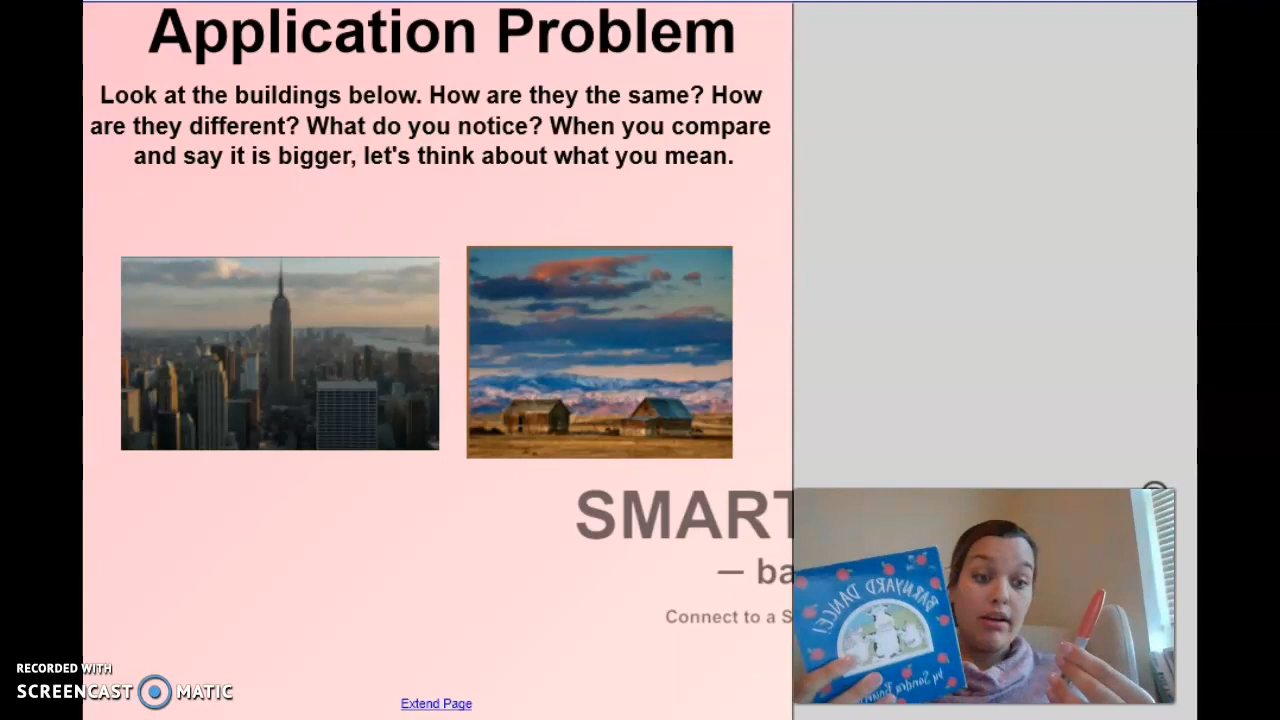 Application Problem
Look at the buildings below. How are they the same? How
are they different? What do you notice? When you compare
and say it is bigger, let's think about what you mean.
SMART
— ba
Connect to a S
BARNYARD DANCE!
by Sandra
RECORDED WITH
SCREENCAST MATIC
Extend Page